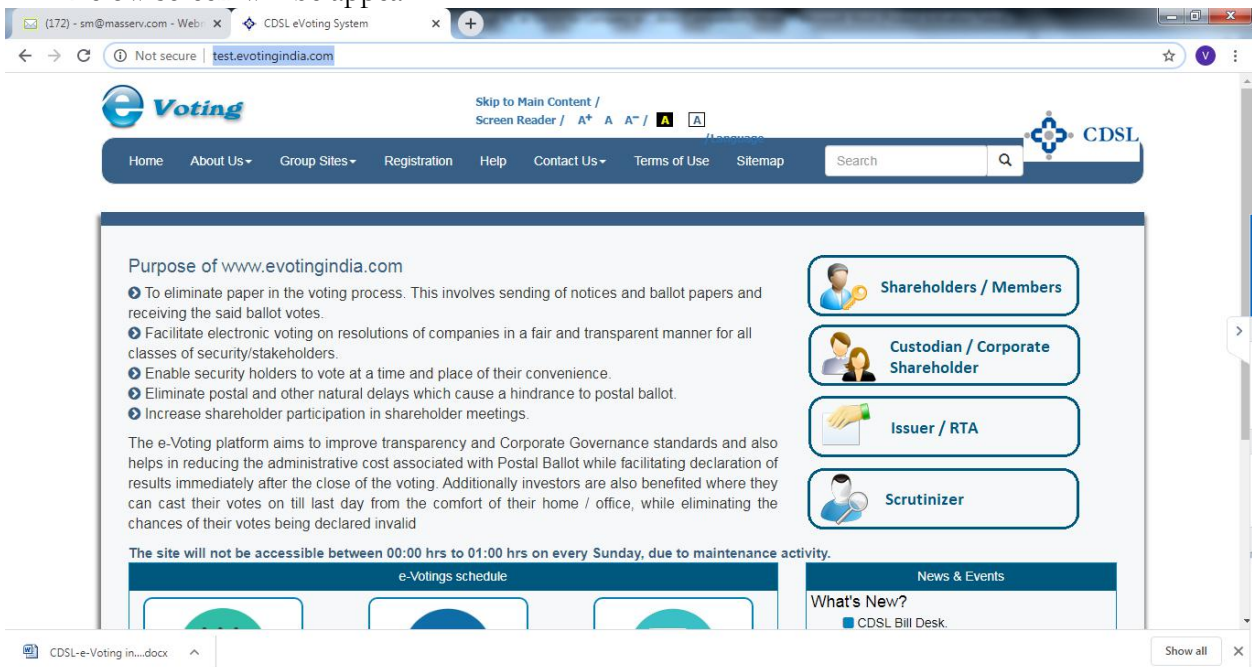 (172) - sm@masserv.com - Web
CDSL eVoting System
Not secure | test.evotingindia.com
V
e Voting
Skip to Main Content /
Screen Reader / A+ A A- / A A
/Language
CDSL
Home About Us Group Sites Registration Help Contact Us Terms of Use Sitemap Search
Purpose of www.evotingindia.com
To eliminate paper in the voting process. This involves sending of notices and ballot papers and
receiving the said ballot votes.
Facilitate electronic voting on resolutions of companies in a fair and transparent manner for all
classes of security/stakeholders.
Enable security holders to vote at a time and place of their convenience.
Eliminate postal and other natural delays which cause a hindrance to postal ballot.
Increase shareholder participation in shareholder meetings.
The e-Voting platform aims to improve transparency and Corporate Governance standards and also
helps in reducing the administrative cost associated with Postal Ballot while facilitating declaration of
results immediately after the close of the voting. Additionally investors are also benefited where they
can cast their votes on till last day from the comfort of their home / office, while eliminating the
chances of their votes being declared invalid
Shareholders / Members
Custodian / Corporate
Shareholder
Issuer / RTA
Scrutinizer
The site will not be accessible between 00:00 hrs to 01:00 hrs on every Sunday, due to maintenance activity.
e-Votings schedule
News & Events
What's New?
CDSL Bill Desk.
CDSL-e-Voting in....docx
Show all